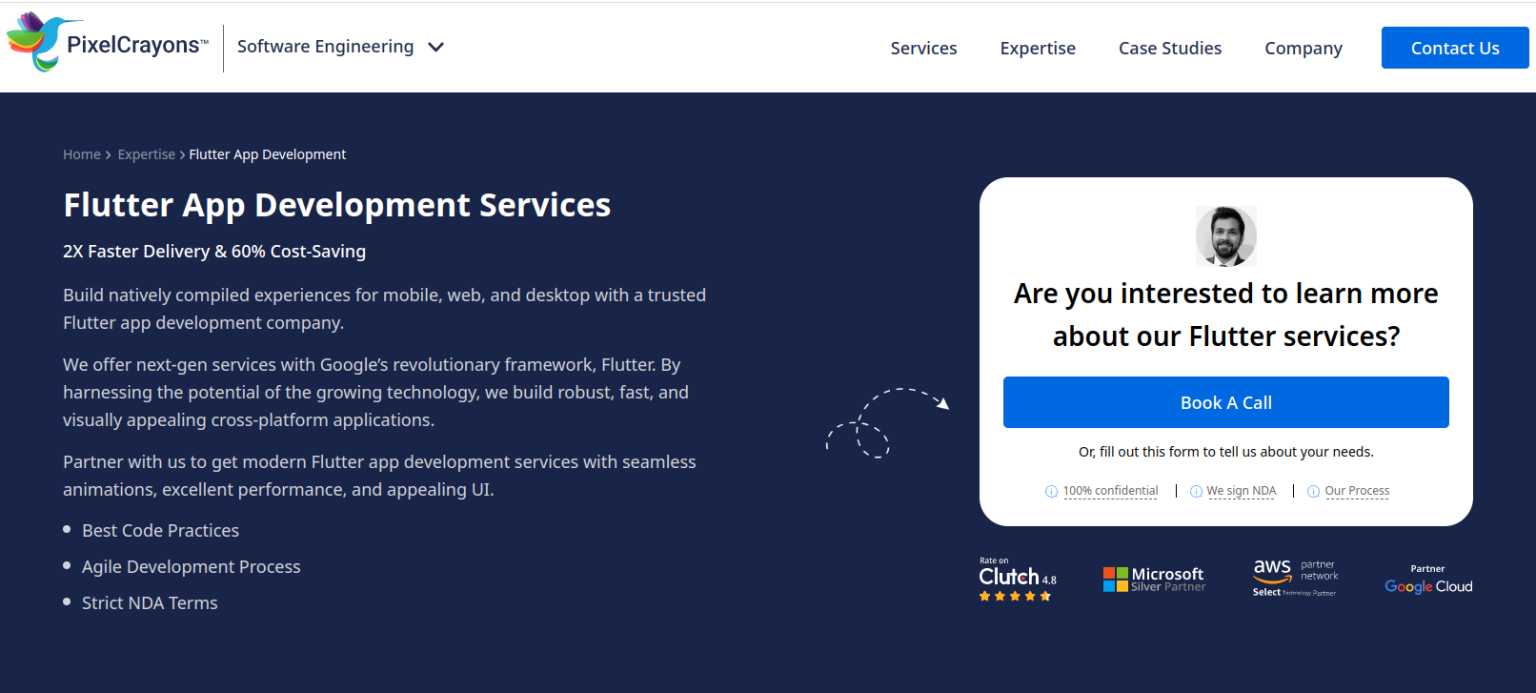 PixelCrayons™
Software Engineering
Services
Expertise
Case Studies
Company
Contact Us
Home > Expertise > Flutter App Development
Flutter App Development Services
2X Faster Delivery & 60% Cost-Saving
Build natively compiled experiences for mobile, web, and desktop with a trusted
Flutter app development company.
We offer next-gen services with Google’s revolutionary framework, Flutter. By
harnessing the potential of the growing technology, we build robust, fast, and
visually appealing cross-platform applications.
Partner with us to get modern Flutter app development services with seamless
animations, excellent performance, and appealing UI.
• Best Code Practices
• Agile Development Process
• Strict NDA Terms
Are you interested to learn more
about our Flutter services?
Book A Call
Or, fill out this form to tell us about your needs.
100% confidential | We sign NDA | Our Process
Rate on
Clutch 4.8
Microsoft
Silver Partner
aws partner
network
Select Technology Partner
Partner
Google Cloud